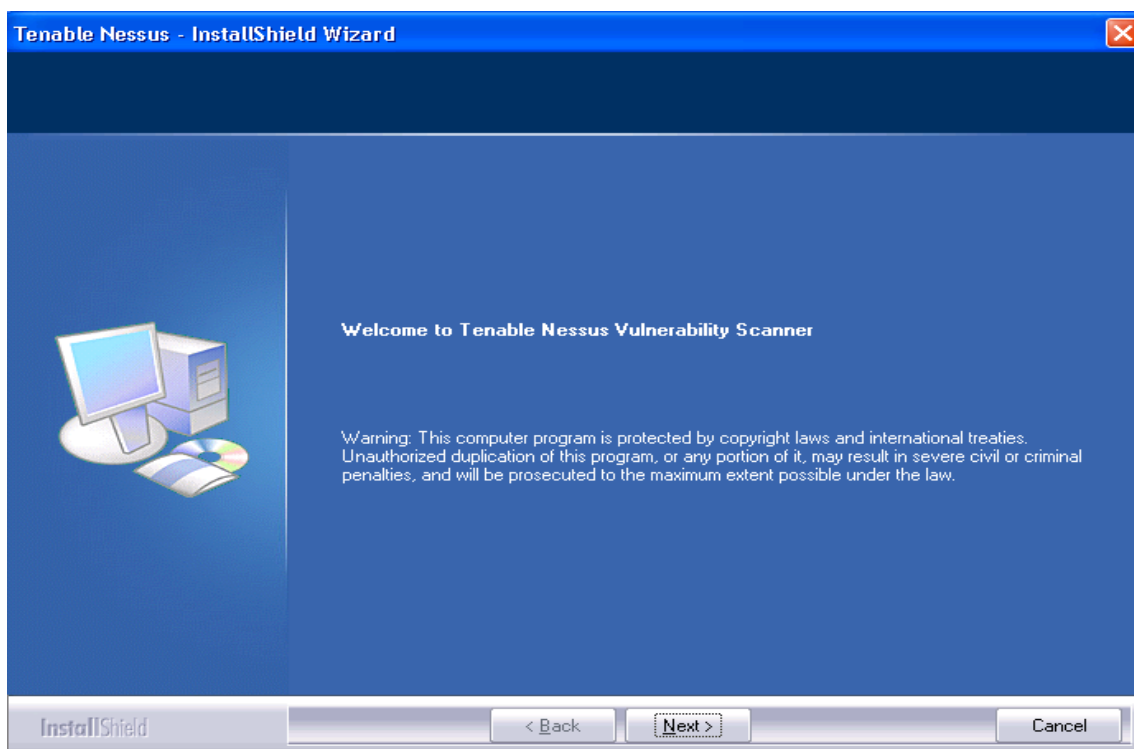 Tenable Nessus - InstallShield Wizard
Welcome to Tenable Nessus Vulnerability Scanner
Warning: This computer program is protected by copyright laws and international treaties.
Unauthorized duplication of this program, or any portion of it, may result in severe civil or criminal
penalties, and will be prosecuted to the maximum extent possible under the law.
InstallShield
< Back
Next >
Cancel